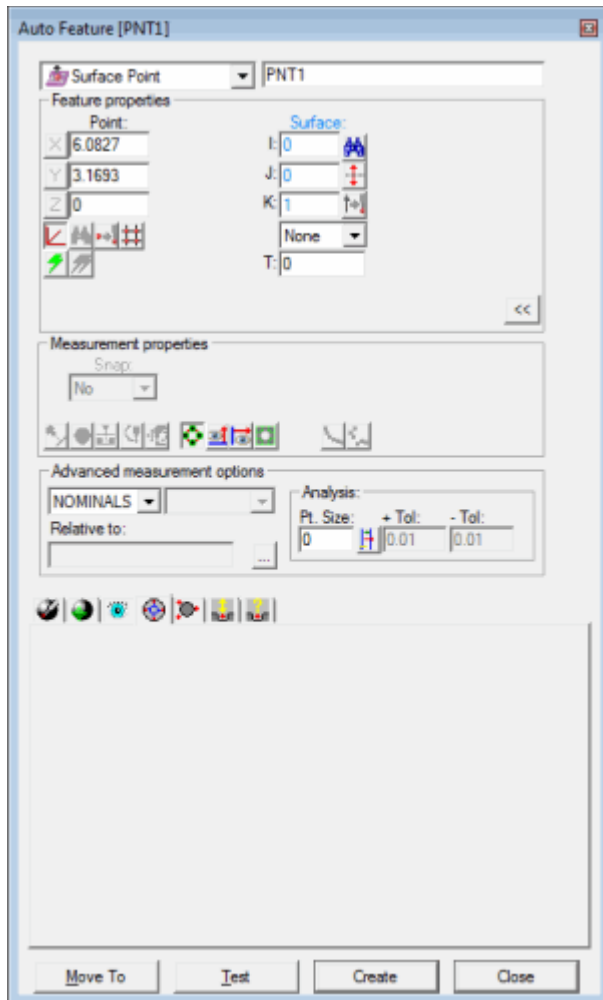 Auto Feature [PNT1]
Surface Point PNT1
Feature properties
Point: Surface:
X 6.0827 I: 0
Y 3.1693 J: 0
Z 0 K: 1
None
T: 0
<<
Measurement properties
Snap:
No
Advanced measurement options
NOMINALS
Analysis:
Pt. Size: + Tol: - Tol:
0 0.01 0.01
Relative to:
...
Move To Test Create Close